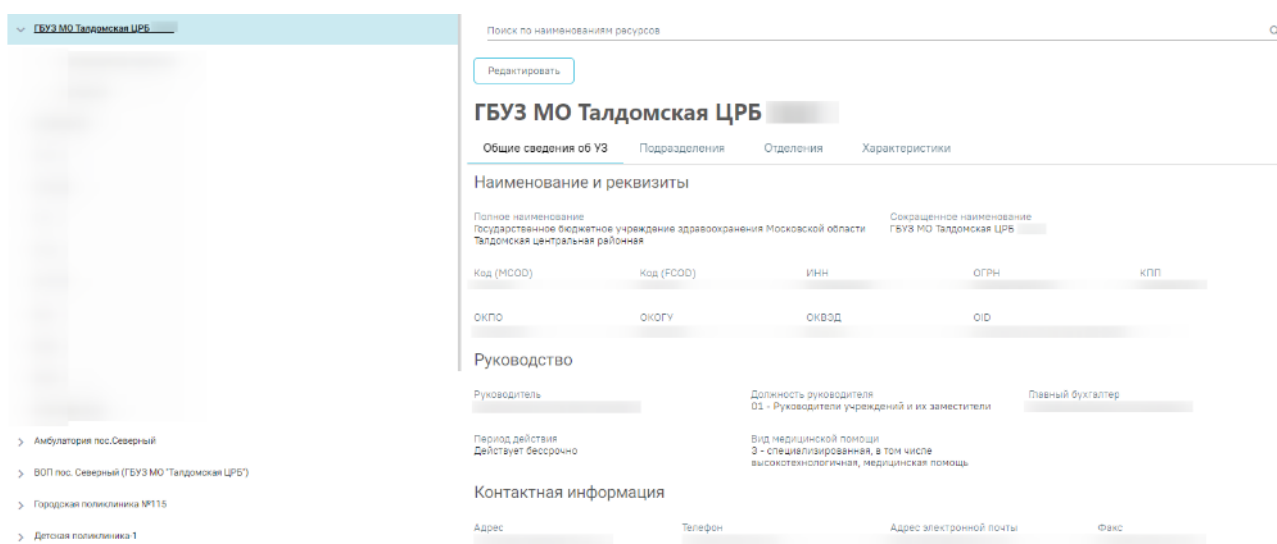 ГБУЗ МО Талдомская ЦРБ
Амбулатория пос.Северный
ВОП пос. Северный (ГБУЗ МО "Талдомская ЦРБ")
Городская поликлиника №115
Детская поликлиника-1
Поиск по наименованиям ресурсов
Редактировать
ГБУЗ МО Талдомская ЦРБ
Общие сведения об УЗ Подразделения Отделения Характеристики
Наименование и реквизиты
Полное наименование Сокращенное наименование
Государственное бюджетное учреждение здравоохранения Московской области ГБУЗ МО Талдомская ЦРБ
Талдомская центральная районная
Код (MCOD) Код (FCOD) ИНН ОГРН КПП
ОКПО ОКОГУ ОКВЭД OID
Руководство
Руководитель Должность руководителя Главный бухгалтер
01 - Руководители учреждений и их заместители
Период действия Вид медицинской помощи
Действует бессрочно 3 - специализированная, в том числе
высокотехнологичная, медицинская помощь
Контактная информация
Адрес Телефон Адрес электронной почты Факс